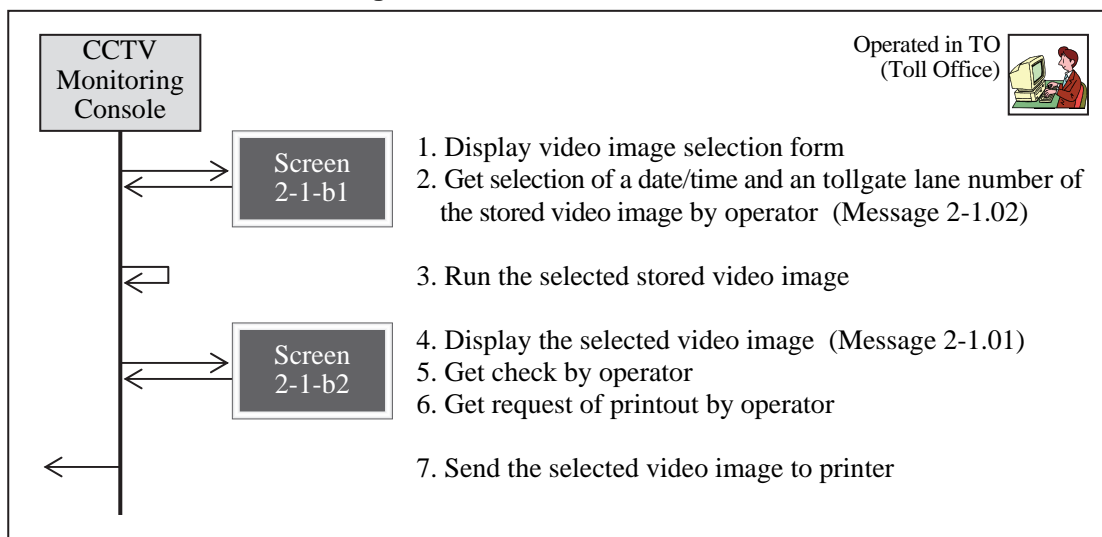 CCTV
Monitoring
Console
Operated in TO
(Toll Office)
Screen
2-1-b1
1. Display video image selection form
2. Get selection of a date/time and an tollgate lane number of
the stored video image by operator (Message 2-1.02)
3. Run the selected stored video image
Screen
2-1-b2
4. Display the selected video image (Message 2-1.01)
5. Get check by operator
6. Get request of printout by operator
7. Send the selected video image to printer